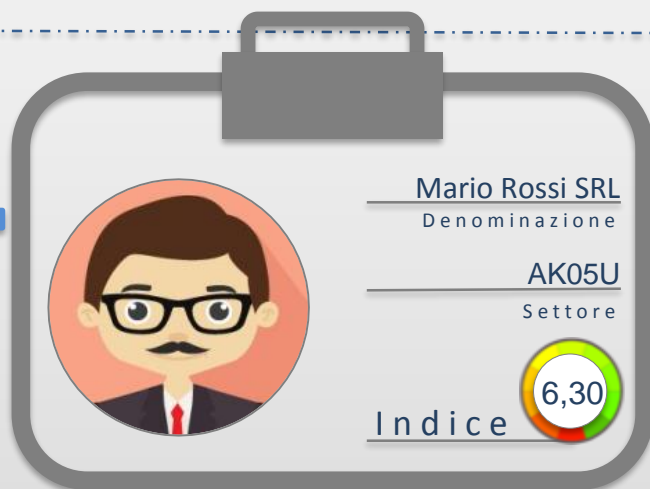 Mario Rossi SRL
Denominazione
AK05U
Settore
6,30
Indice